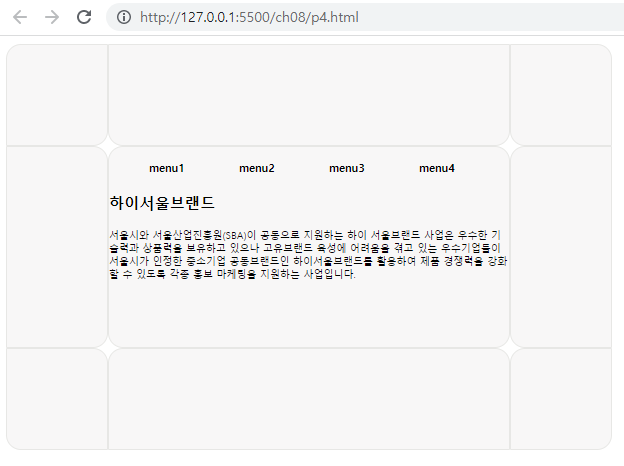 http://127.0.0.1:5500/ch08/p4.html
menu1 menu2 menu3 menu4
하이서울브랜드
서울시와 서울산업진흥원(SBA)이 공동으로 지원하는 하이 서울브랜드 사업은 우수한 기
술력과 상품력을 보유하고 있으나 고유브랜드 육성에 어려움을 겪고 있는 우수기업들이
서울시가 인정한 중소기업 공동브랜드인 하이서울브랜드를 활용하여 제품 경쟁력을 강화
할 수 있도록 각종 홍보 마케팅을 지원하는 사업입니다.